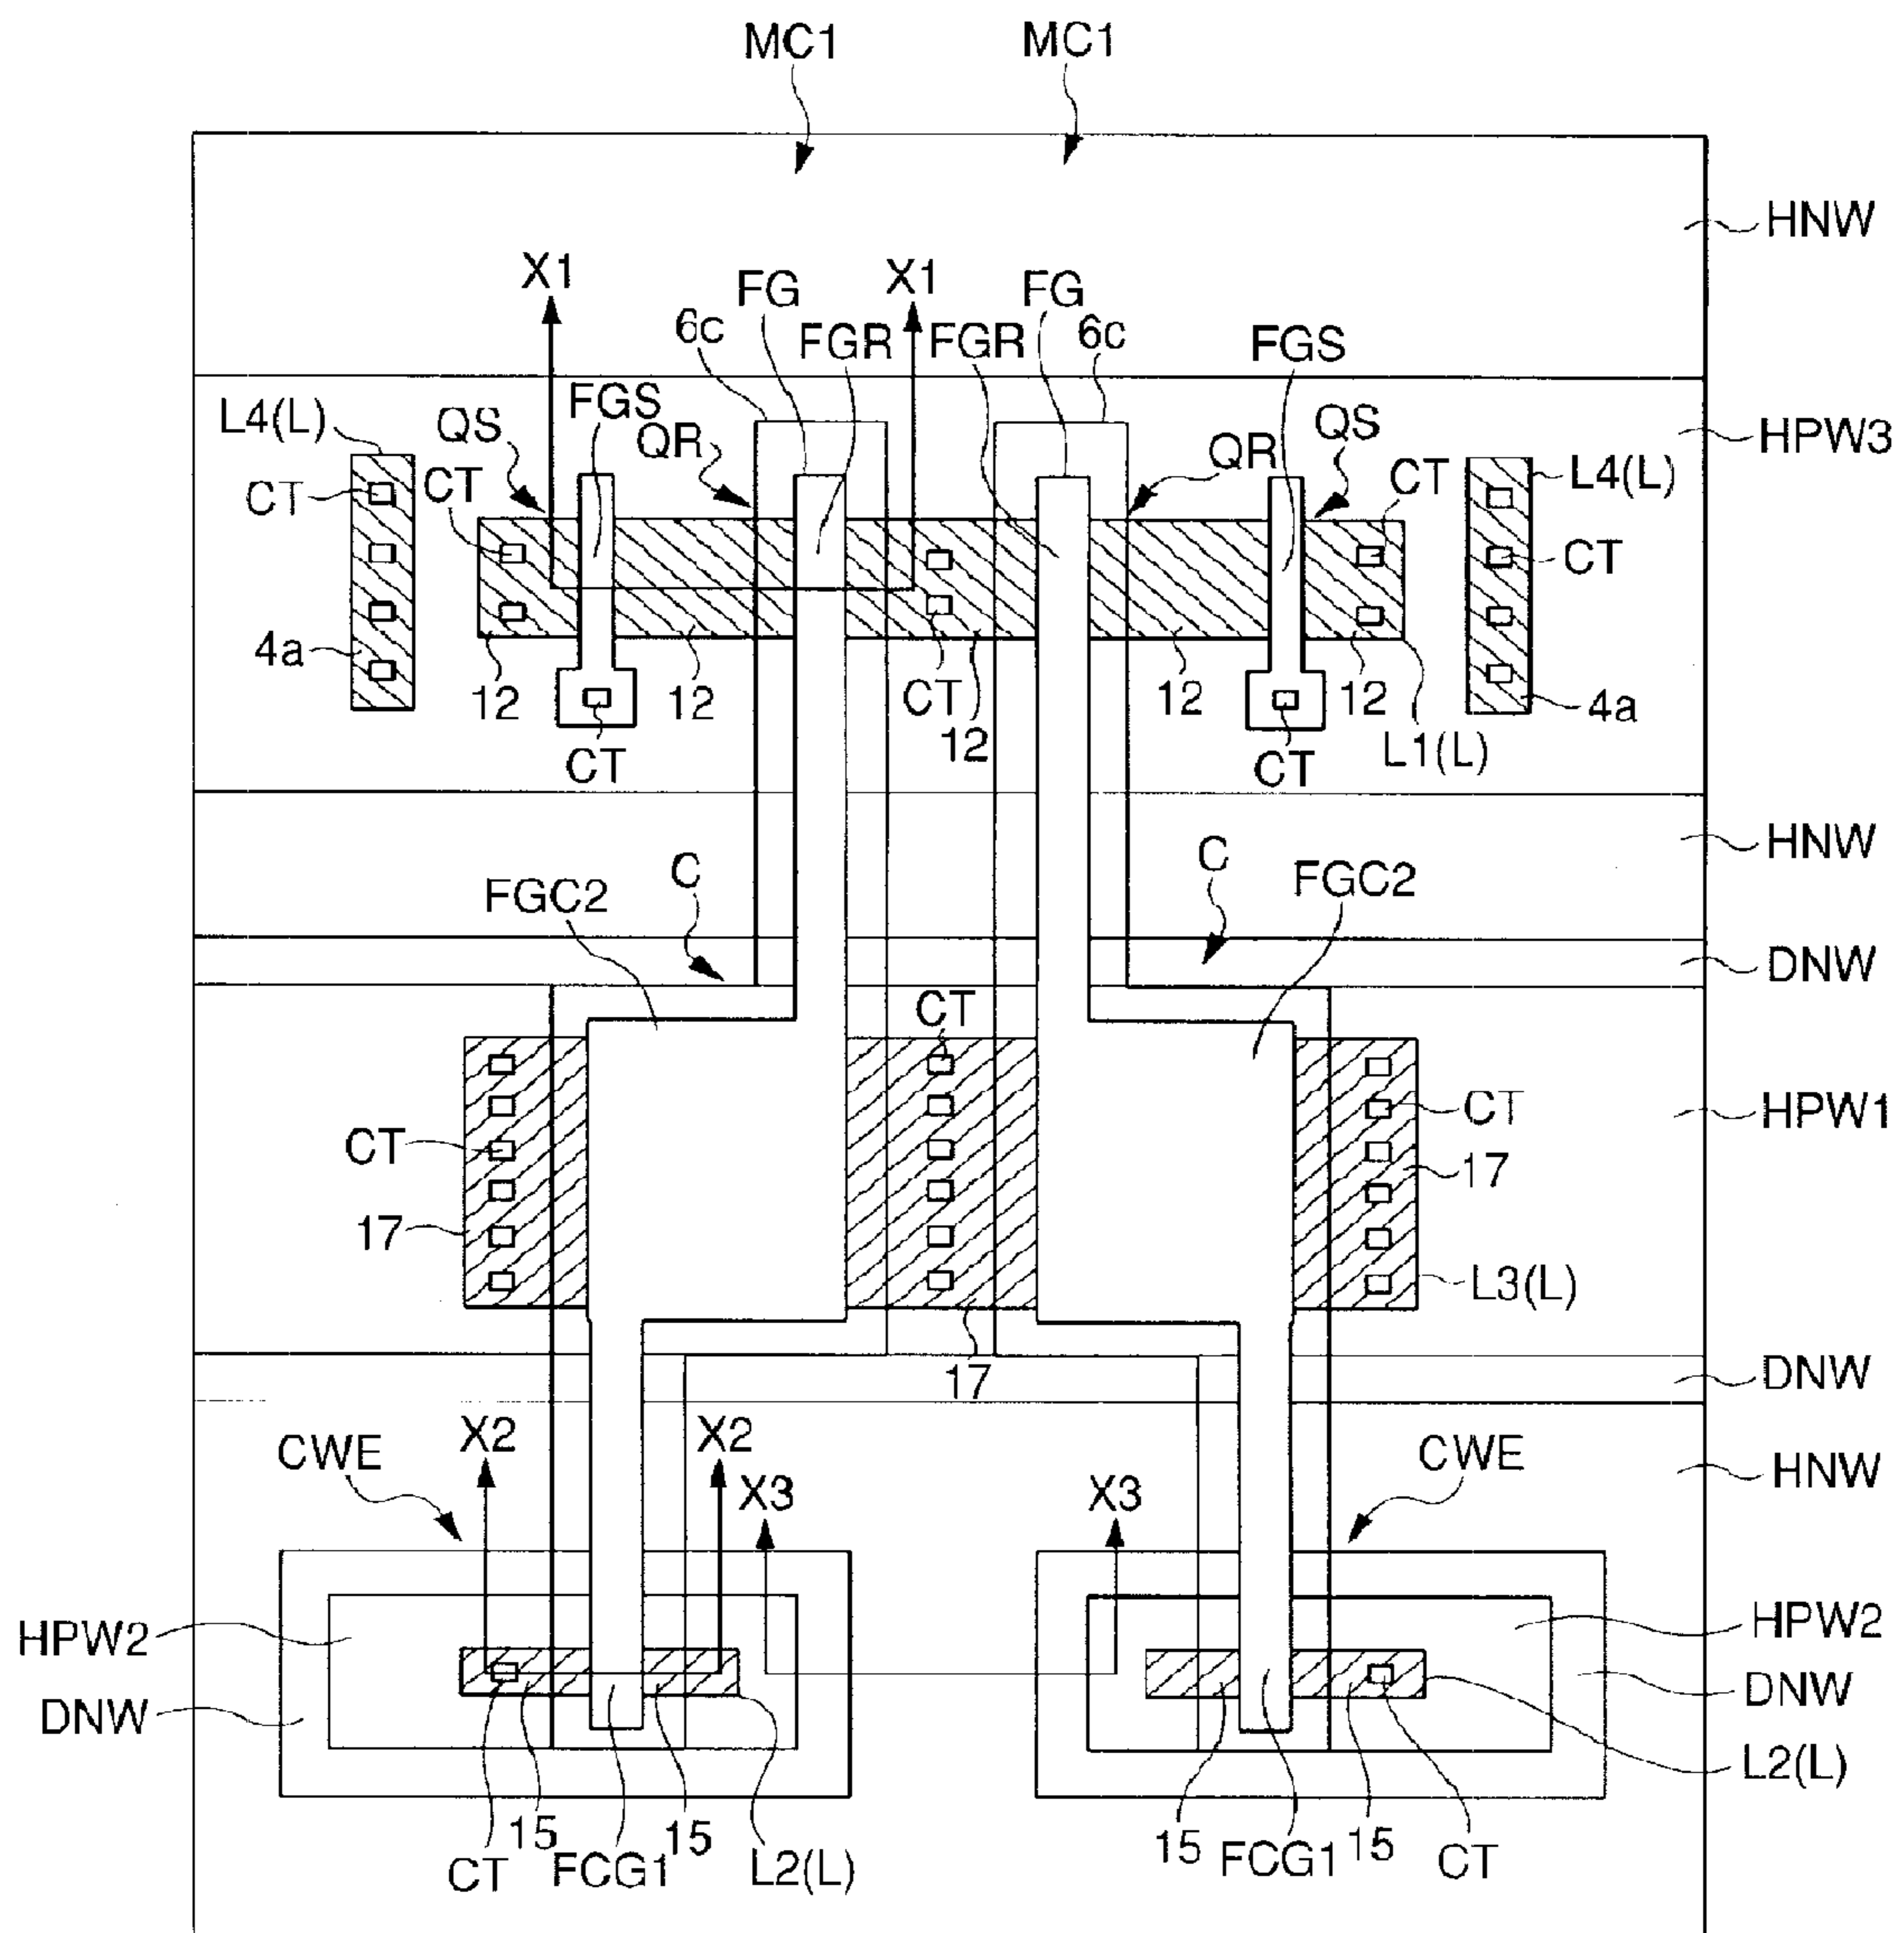 MC1 MC1
HNW
X1 FG X1 FG
6c FGR FGR 6c FGS
L4(L) QS FGS QR QR QS HPW3
CT CT CT L4(L)
CT
4a 12 12 CT 12 12 12 4a
CT CT L1(L)
HNW
FGC2 C C FGC2
DNW
CT
CT CT HPW1
17 17
L3(L)
17 DNW
CWE X2 X2 X3 X3 CWE HNW
HPW2 HPW2
DNW DNW
L2(L)
15 15 15 15
CT FCG1 L2(L) FCG1 CT